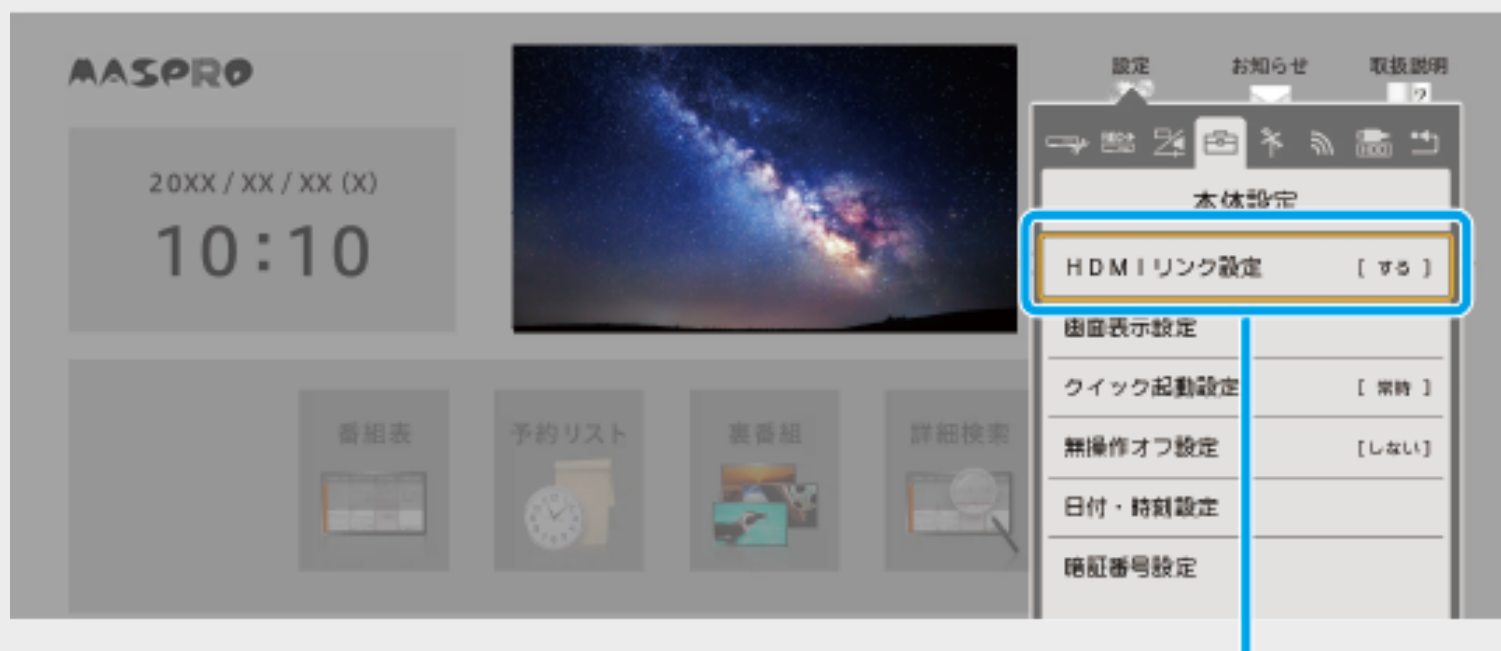 MASPRO
20XX / XX / XX (X)
10:10
設定
お知らせ
取扱説明
本体設定
HDMIリンク設定 [ する ]
画面表示設定
クイック起動設定 [ 常時 ]
無操作オフ設定 [しない]
日付・時刻設定
暗証番号設定
番組表
予約リスト
裏番組
詳細検索